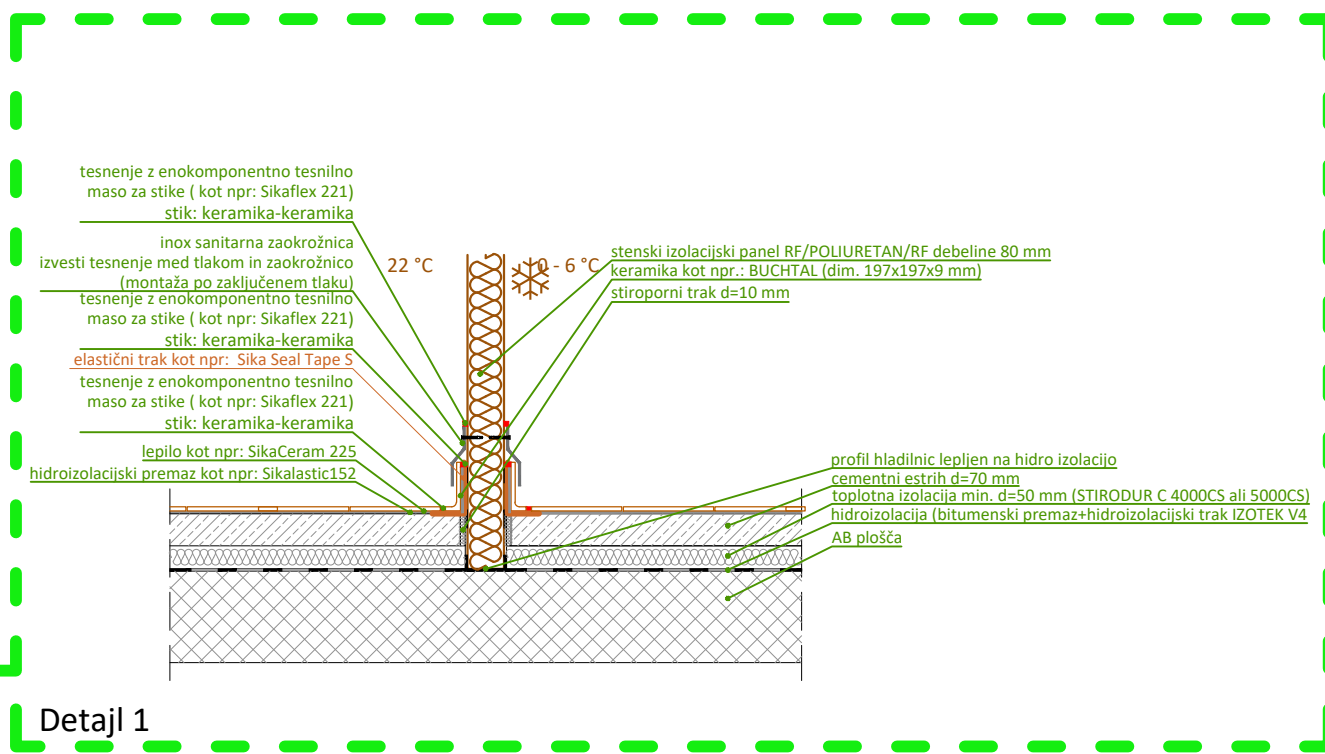 tesnenje z enokomponentno tesnilno
maso za stike ( kot npr: Sikaflex 221)
stik: keramika-keramika
inox sanitarna zaokrožnica
izvesti tesnenje med tlakom in zaokrožnico
(montaža po zaključenem tlaku)
tesnenje z enokomponentno tesnilno
maso za stike ( kot npr: Sikaflex 221)
stik: keramika-keramika
elastični trak kot npr: Sika Seal Tape S
tesnenje z enokomponentno tesnilno
maso za stike ( kot npr: Sikaflex 221)
stik: keramika-keramika
lepilo kot npr: SikaCeram 225
hidroizolacijski premaz kot npr: Sikalastic152
22 °C
0 - 6 °C
stenski izolacijski panel RF/POLIURETAN/RF debeline 80 mm
keramika kot npr.: BUCHTAL (dim. 197x197x9 mm)
stiroporni trak d=10 mm
profil hladilnic lepljen na hidro izolacijo
cementni estrih d=70 mm
toplotna izolacija min. d=50 mm (STIRODUR C 4000CS ali 5000CS)
hidroizolacija (bitumenski premaz+hidroizolacijski trak IZOTEK V4
AB plošča
Detajl 1